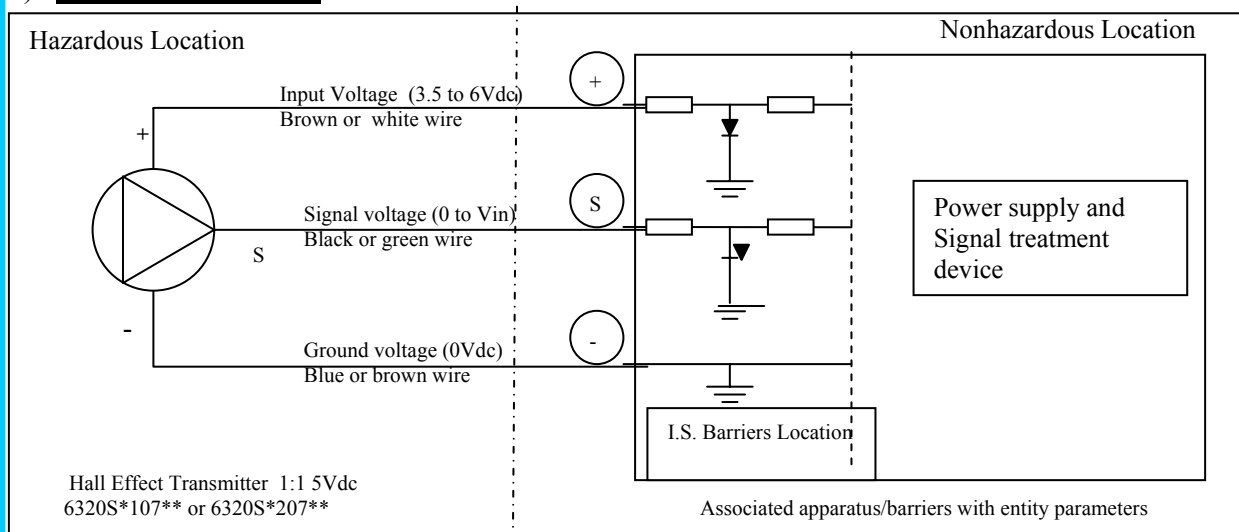 Hazardous Location
Nonhazardous Location
Input Voltage (3.5 to 6Vdc)
Brown or white wire
+
+
Signal voltage (0 to Vin)
Black or green wire
S
S
Power supply and
Signal treatment
device
-
-
Ground voltage (0Vdc)
Blue or brown wire
I.S. Barriers Location
Hall Effect Transmitter 1:1 5Vdc
6320S*107** or 6320S*207**
Associated apparatus/barriers with entity parameters